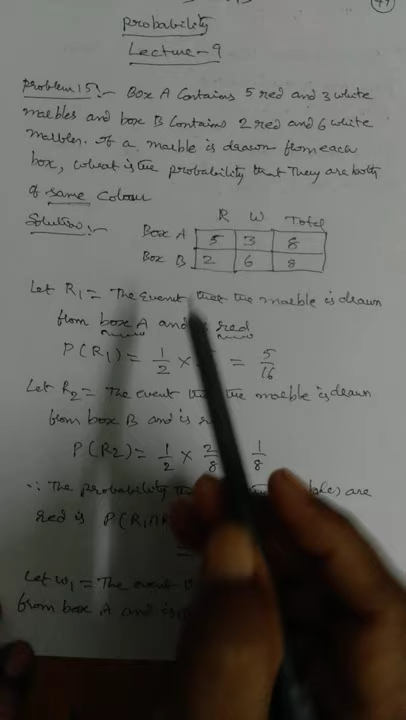 44
Probability
Lecture-9
Problem 15:- Box A Contains 5 red and 3 white
marbles and box B Contains 2 red and 6 white
marbles. If a marble is drawn from each
box, what is the probability that They are both
of same Colour
Solution:-
R W Total
Box A 5 3 8
Box B 2 6 8
Let R1 = The event that the marble is drawn
from box A and is red
P(R1) = 1/2 × = 5/16
Let R2 = The event the marble is drawn
from box B and is
P(R2) = 1/2 × 2/8 1/8
∴ The probability are
red is P(R1∩
=
Let W1 = The event
from box A and is